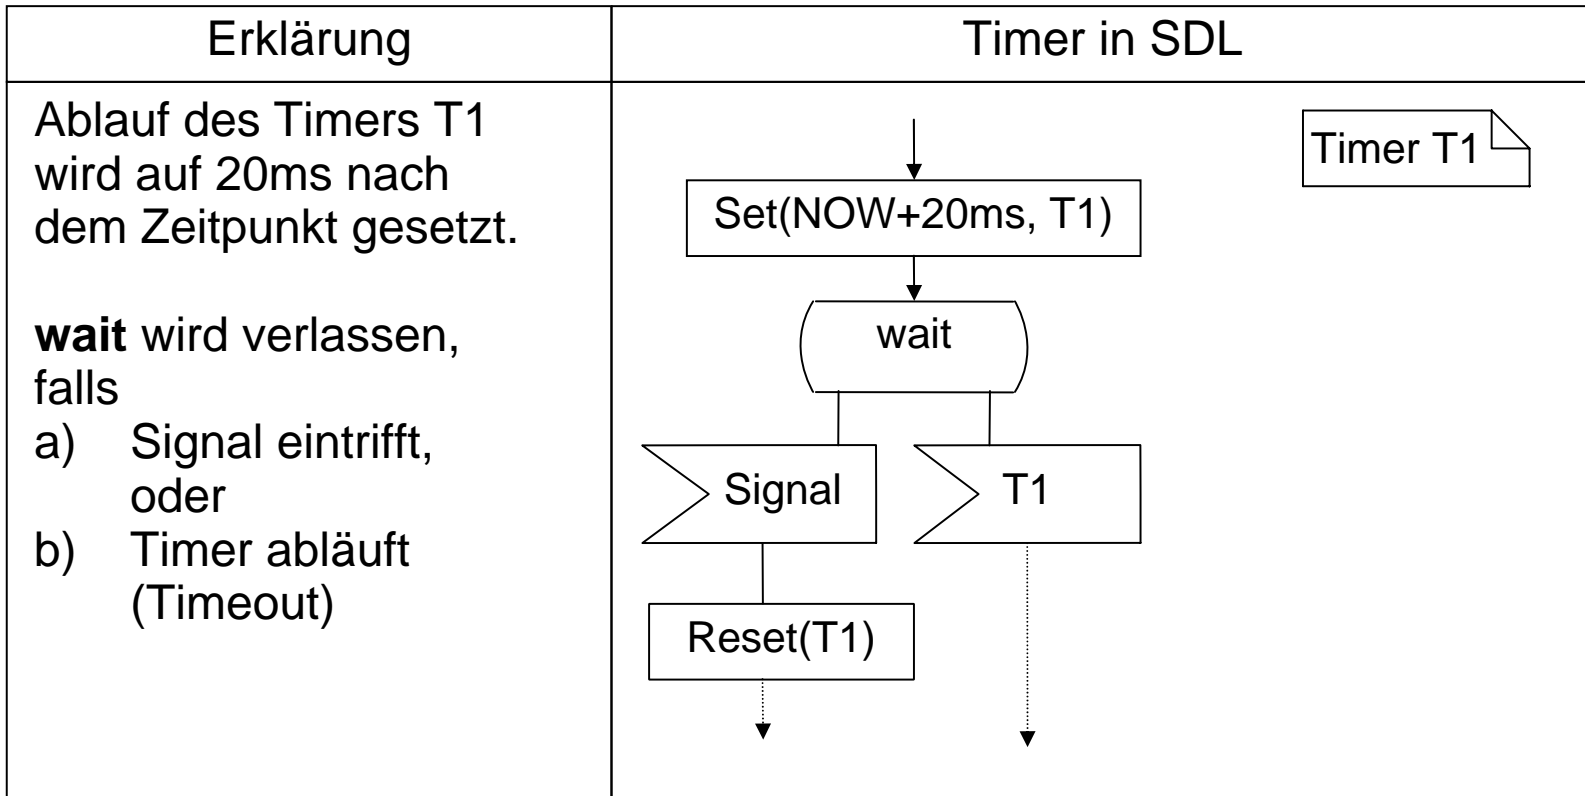 Erklärung
Timer in SDL
Ablauf des Timers T1
wird auf 20ms nach
dem Zeitpunkt gesetzt.
wait wird verlassen,
falls
a) Signal eintrifft,
oder
b) Timer abläuft
(Timeout)
Timer T1
Set(NOW+20ms, T1)
wait
Signal
T1
Reset(T1)